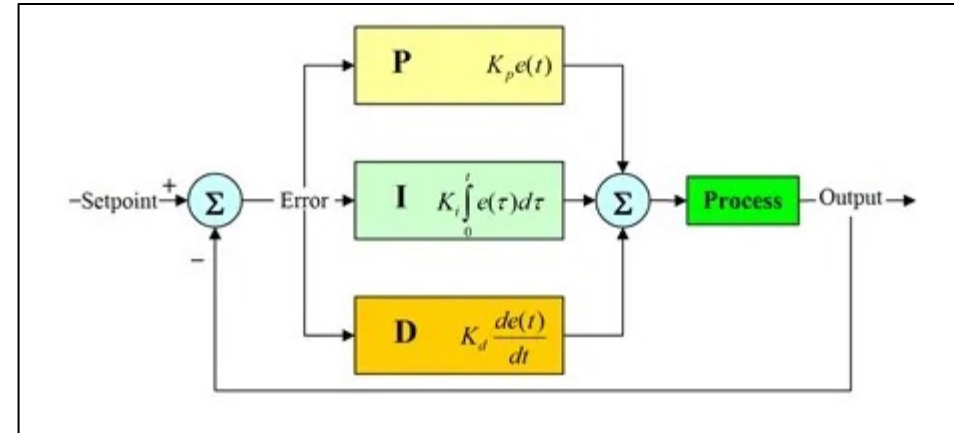 P K_p e(t)
Setpoint + Σ Error I K_i ∫_0^t e(τ)dτ Σ Process Output
−
D K_d de(t)/dt